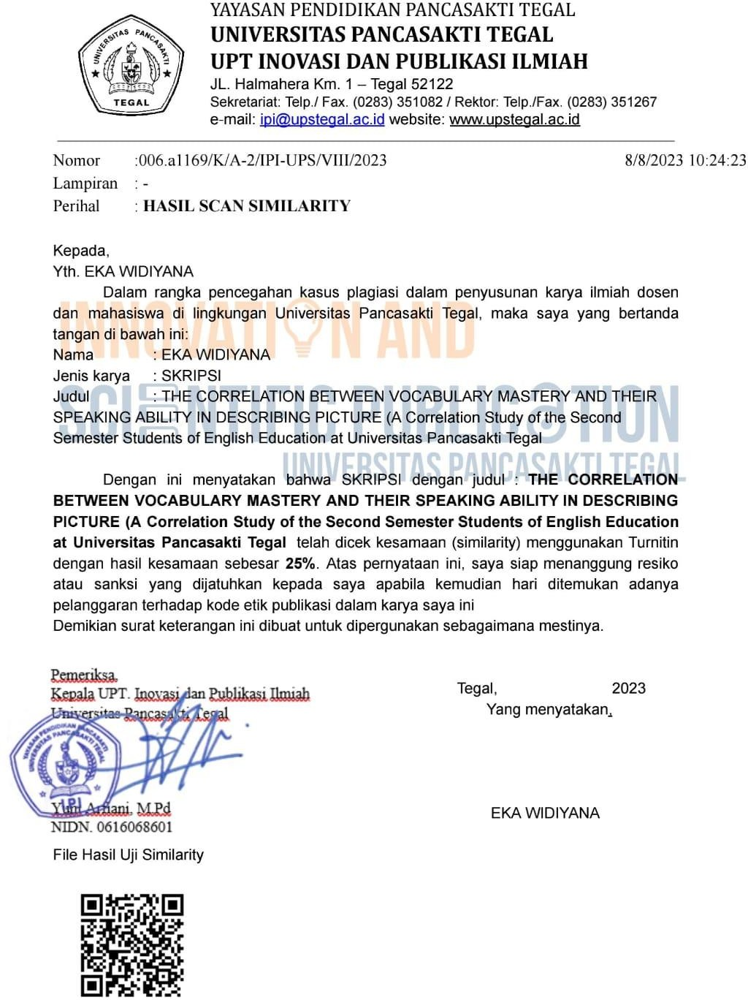 YAYASAN PENDIDIKAN PANCASAKTI TEGAL
UNIVERSITAS PANCASAKTI TEGAL
UPT INOVASI DAN PUBLIKASI ILMIAH
JL. Halmahera Km. 1 – Tegal 52122
Sekretariat: Telp./ Fax. (0283) 351082 / Rektor: Telp./Fax. (0283) 351267
e-mail: ipi@upstegal.ac.id website: www.upstegal.ac.id
UNIVERSITAS PANCASAKTI
TEGAL
Nomor :006.a1169/K/A-2/IPI-UPS/VIII/2023 8/8/2023 10:24:23
Lampiran : -
Perihal : HASIL SCAN SIMILARITY
Kepada,
Yth. EKA WIDIYANA
Dalam rangka pencegahan kasus plagiasi dalam penyusunan karya ilmiah dosen
dan mahasiswa di lingkungan Universitas Pancasakti Tegal, maka saya yang bertanda
tangan di bawah ini:
Nama : EKA WIDIYANA
Jenis karya : SKRIPSI
Judul : THE CORRELATION BETWEEN VOCABULARY MASTERY AND THEIR
SPEAKING ABILITY IN DESCRIBING PICTURE (A Correlation Study of the Second
Semester Students of English Education at Universitas Pancasakti Tegal
INNOVATION AND
SCIENTIFIC PUBLICATION
UNIVERSITAS PANCASAKTI TEGAL
Dengan ini menyatakan bahwa SKRIPSI dengan judul : THE CORRELATION
BETWEEN VOCABULARY MASTERY AND THEIR SPEAKING ABILITY IN DESCRIBING
PICTURE (A Correlation Study of the Second Semester Students of English Education
at Universitas Pancasakti Tegal telah dicek kesamaan (similarity) menggunakan Turnitin
dengan hasil kesamaan sebesar 25%. Atas pernyataan ini, saya siap menanggung resiko
atau sanksi yang dijatuhkan kepada saya apabila kemudian hari ditemukan adanya
pelanggaran terhadap kode etik publikasi dalam karya saya ini
Demikian surat keterangan ini dibuat untuk dipergunakan sebagaimana mestinya.
Pemeriksa,
Kepala UPT. Inovasi dan Publikasi Ilmiah
Universitas Pancasakti Tegal
YAYASAN PENDIDIKAN PANCASAKTI
UNIVERSITAS PANCASAKTI TEGAL
IPI
Yuni Arfiani, M.Pd
NIDN. 0616068601
Tegal, 2023
Yang menyatakan,
EKA WIDIYANA
File Hasil Uji Similarity